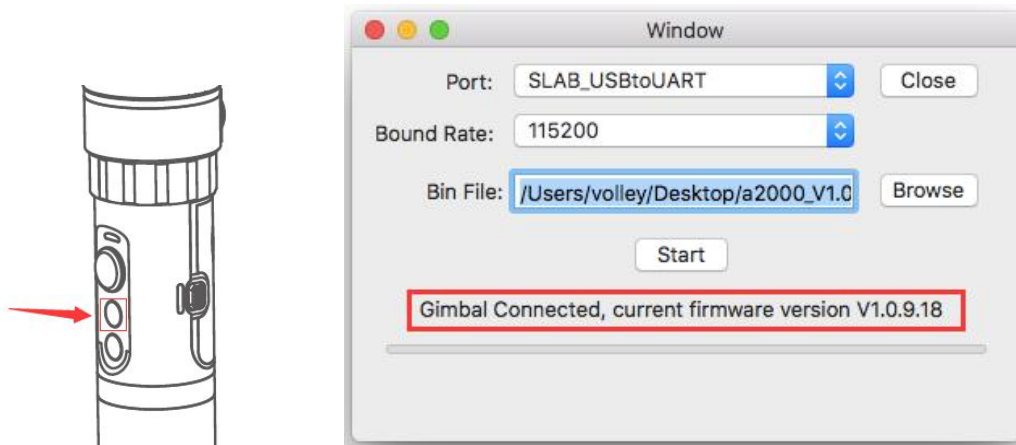 Window
Port: SLAB_USBtoUART Close
Bound Rate: 115200
Bin File: /Users/volley/Desktop/a2000_V1.0 Browse
Start
Gimbal Connected, current firmware version V1.0.9.18